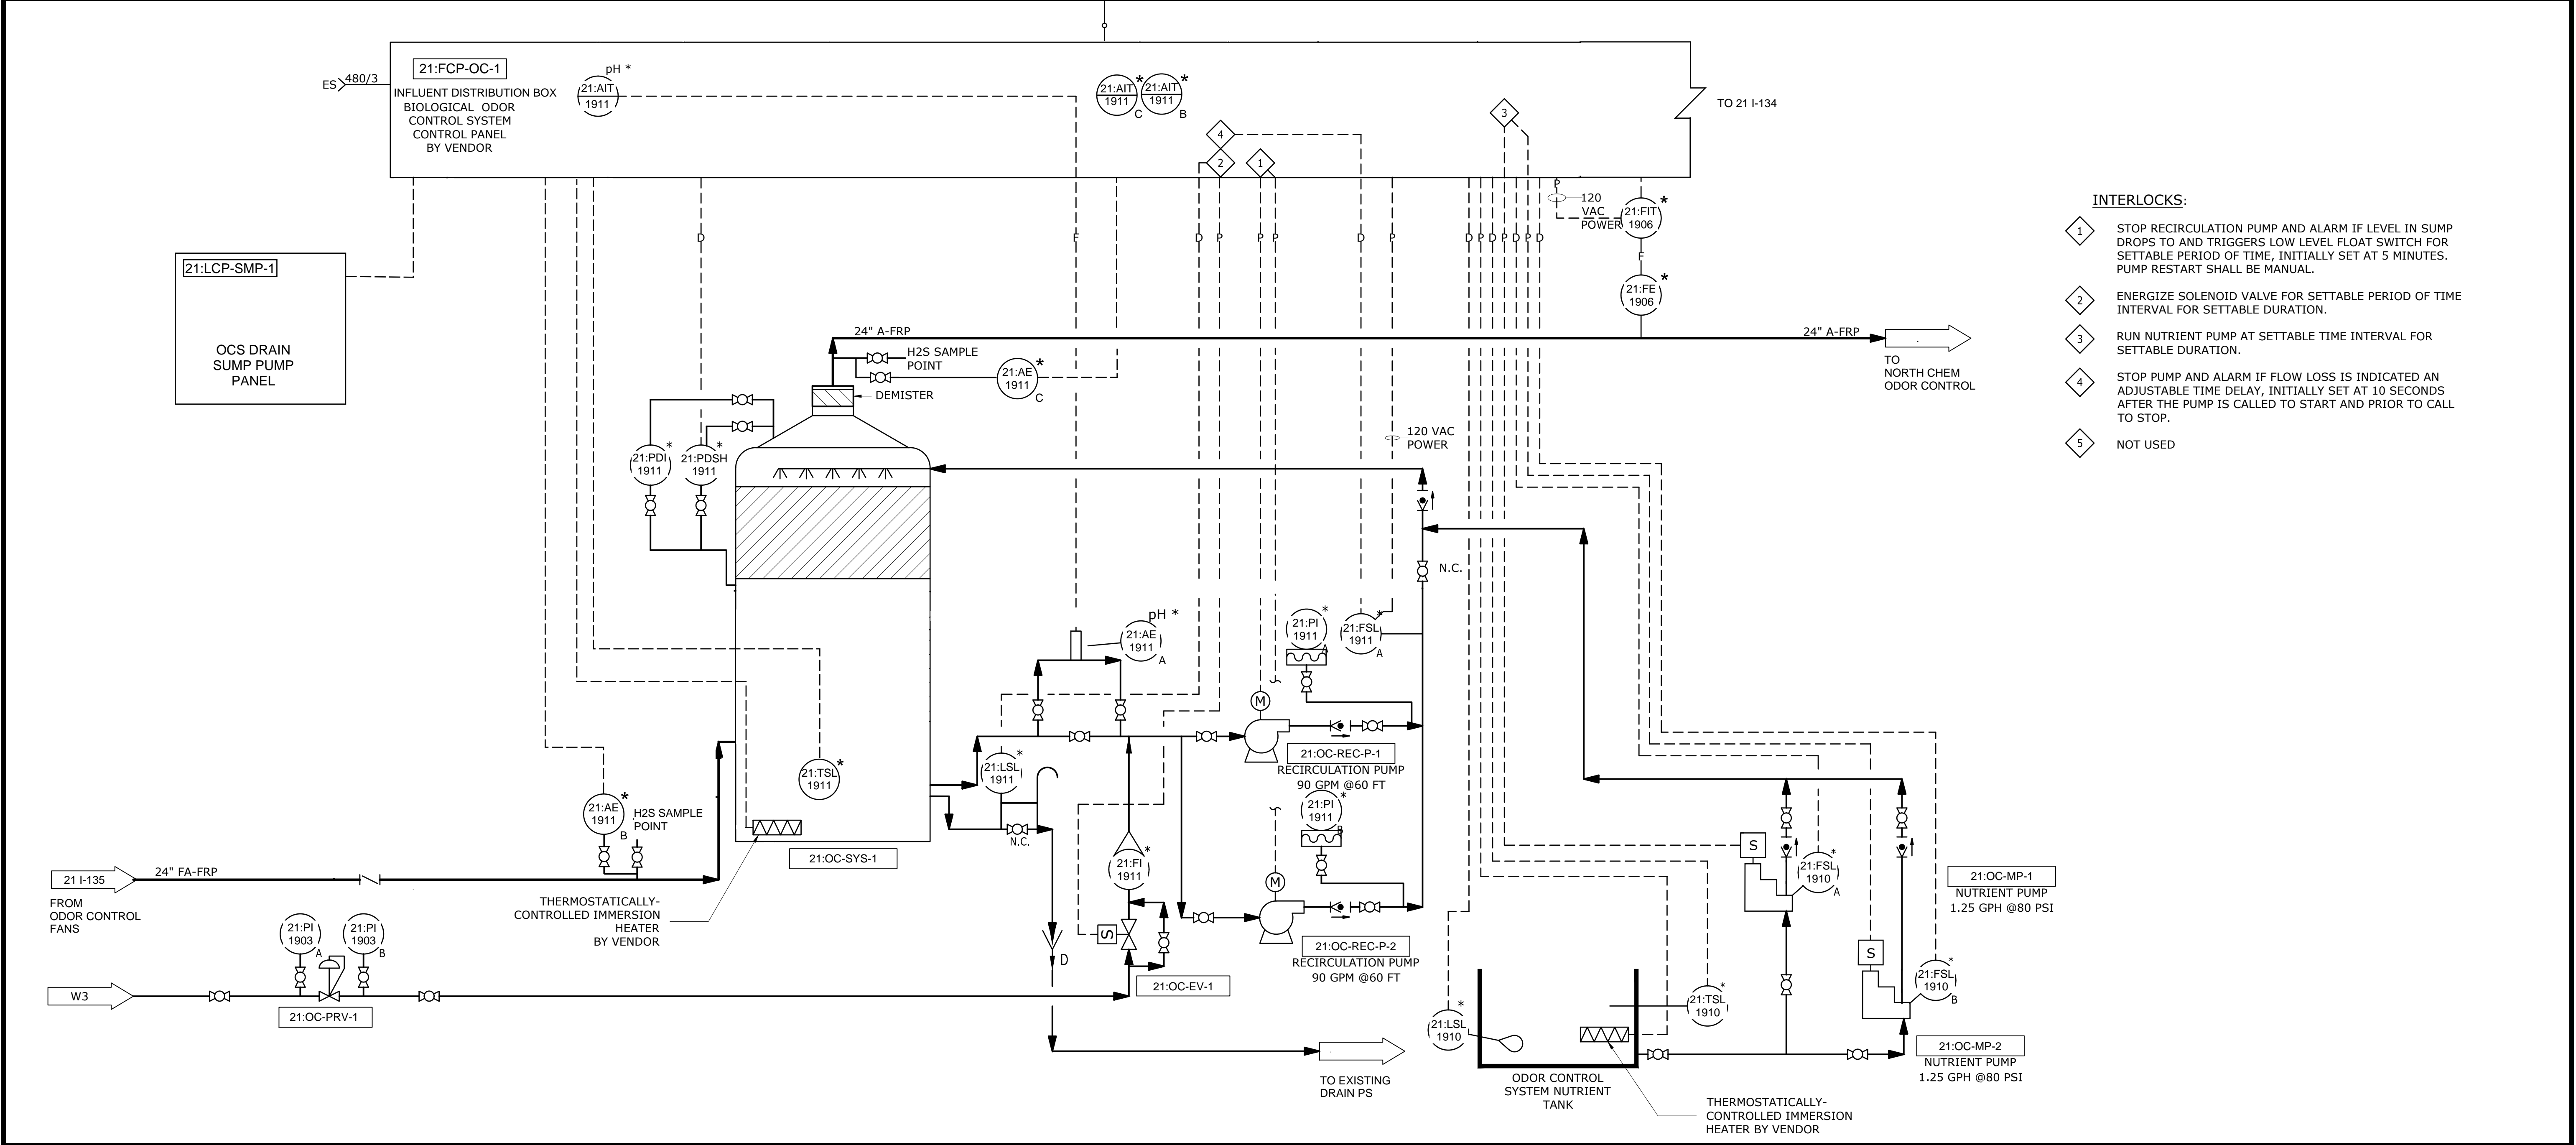 21:FCP-OC-1
INFLUENT DISTRIBUTION BOX
BIOLOGICAL ODOR
CONTROL SYSTEM
CONTROL PANEL
BY VENDOR
ES
480/3
pH *
21:AIT
1911
21:AIT
1911
*
C
21:AIT
1911
*
B
4
2
1
3
TO 21 I-134
21:LCP-SMP-1
OCS DRAIN
SUMP PUMP
PANEL
D
F
D
P
P
P
D
P
D
P
D
P
D
P
D
P
120
VAC
POWER
21:FIT
1906
*
F
21:FE
1906
*
INTERLOCKS:
1
STOP RECIRCULATION PUMP AND ALARM IF LEVEL IN SUMP
DROPS TO AND TRIGGERS LOW LEVEL FLOAT SWITCH FOR
SETTABLE PERIOD OF TIME, INITIALLY SET AT 5 MINUTES.
PUMP RESTART SHALL BE MANUAL.
2
ENERGIZE SOLENOID VALVE FOR SETTABLE PERIOD OF TIME
INTERVAL FOR SETTABLE DURATION.
3
RUN NUTRIENT PUMP AT SETTABLE TIME INTERVAL FOR
SETTABLE DURATION.
4
STOP PUMP AND ALARM IF FLOW LOSS IS INDICATED AN
ADJUSTABLE TIME DELAY, INITIALLY SET AT 10 SECONDS
AFTER THE PUMP IS CALLED TO START AND PRIOR TO CALL
TO STOP.
5
NOT USED
24" A-FRP
24" A-FRP
TO
NORTH CHEM
ODOR CONTROL
H2S SAMPLE
POINT
21:AE
1911
*
C
DEMISTER
21:PDI
1911
*
21:PDSH
1911
*
120 VAC
POWER
N.C.
pH *
21:AE
1911
A
21:PI
1911
*
A
21:FSL
1911
*
A
M
21:OC-REC-P-1
RECIRCULATION PUMP
90 GPM @60 FT
21:TSL
1911
*
21:LSL
1911
*
N.C.
21:AE
1911
*
B
H2S SAMPLE
POINT
21:OC-SYS-1
21:PI
1911
*
B
M
21:FI
1911
*
S
21:OC-REC-P-2
RECIRCULATION PUMP
90 GPM @60 FT
21:OC-EV-1
D
21 I-135
24" FA-FRP
FROM
ODOR CONTROL
FANS
THERMOSTATICALLY-
CONTROLLED IMMERSION
HEATER
BY VENDOR
21:PI
1903
A
21:PI
1903
B
W3
21:OC-PRV-1
TO EXISTING
DRAIN PS
S
21:FSL
1910
*
A
21:OC-MP-1
NUTRIENT PUMP
1.25 GPH @80 PSI
S
21:FSL
1910
*
B
21:OC-MP-2
NUTRIENT PUMP
1.25 GPH @80 PSI
21:LSL
1910
*
21:TSL
1910
*
ODOR CONTROL
SYSTEM NUTRIENT
TANK
THERMOSTATICALLY-
CONTROLLED IMMERSION
HEATER BY VENDOR